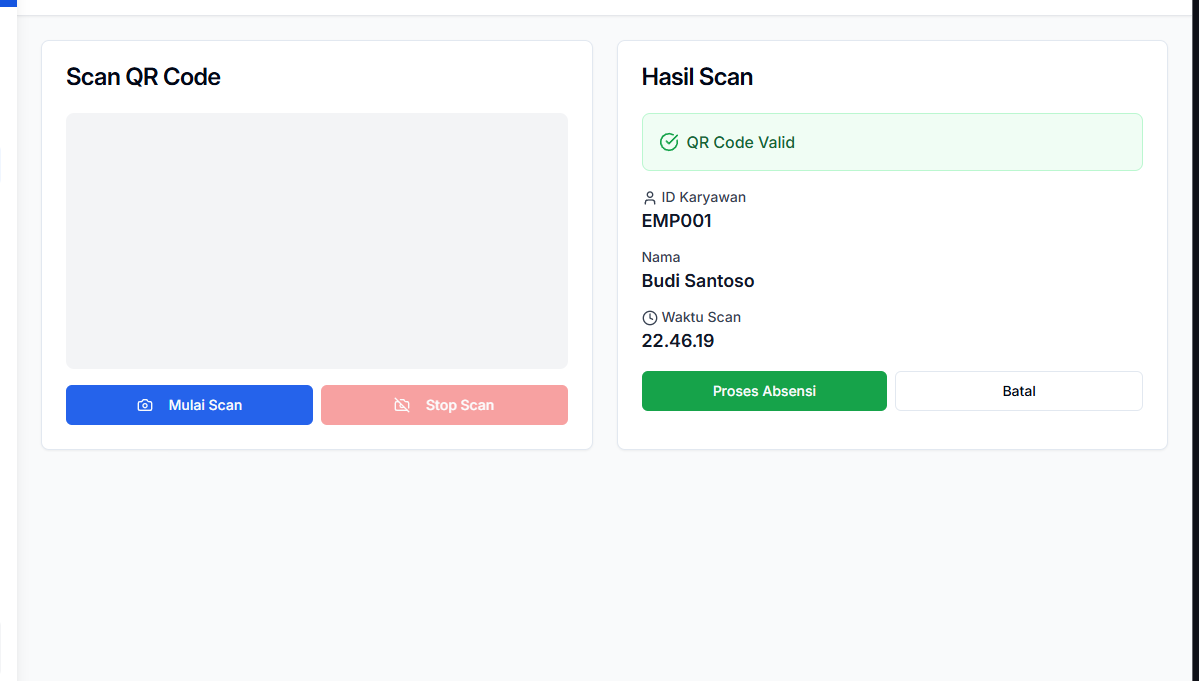 Scan QR Code
Mulai Scan
Stop Scan
Hasil Scan
QR Code Valid
ID Karyawan
EMP001
Nama
Budi Santoso
Waktu Scan
22.46.19
Proses Absensi
Batal